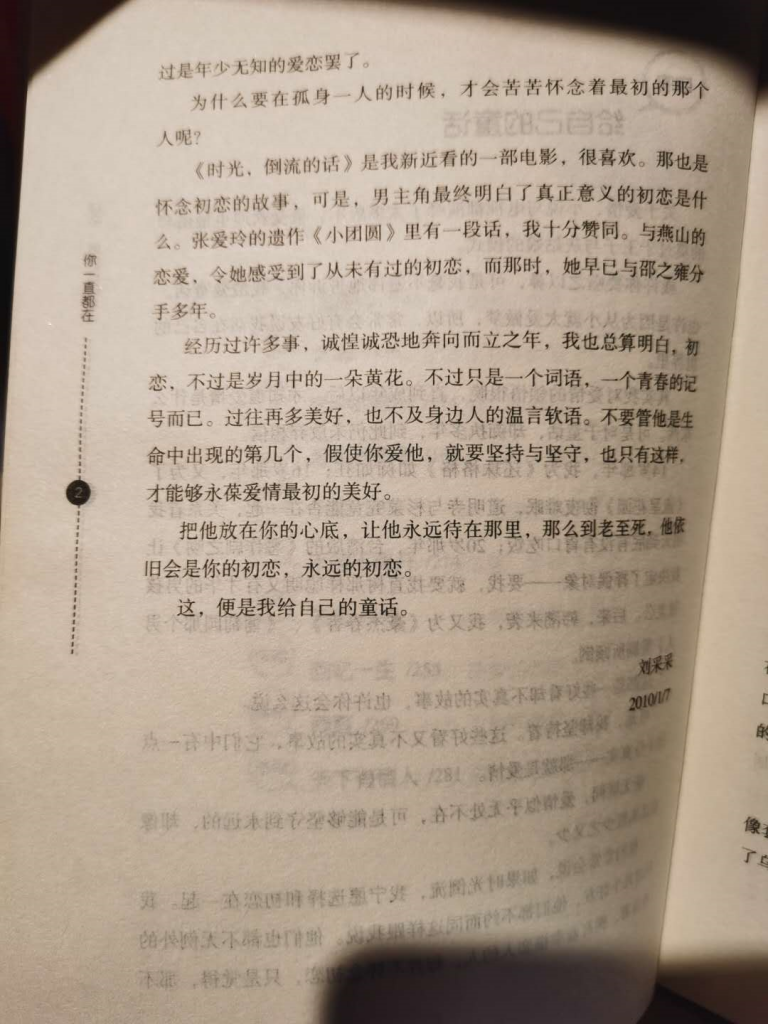 过是年少无知的爱恋罢了。
为什么要在孤身一人的时候，才会苦苦怀念着最初的那个
人呢？
《时光，倒流的话》是我新近看的一部电影，很喜欢。那也是
怀念初恋的故事，可是，男主角最终明白了真正意义的初恋是什
么。张爱玲的遗作《小团圆》里有一段话，我十分赞同。与燕山的
恋爱，令她感受到了从未有过的初恋，而那时，她早已与邵之雍分
手多年。
经历过许多事，诚惶诚恐地奔向而立之年，我也总算明白，初
恋，不过是岁月中的一朵黄花。不过只是一个词语，一个青春的记
号而已。过往再多美好，也不及身边人的温言软语。不要管他是生
命中出现的第几个，假使你爱他，就要坚持与坚守，也只有这样，
才能够永葆爱情最初的美好。
把他放在你的心底，让他永远待在那里，那么到老至死，他依
旧会是你的初恋，永远的初恋。
这，便是我给自己的童话。
刘采采
2010/1/7
你一直都在
2
的
像我
了乌